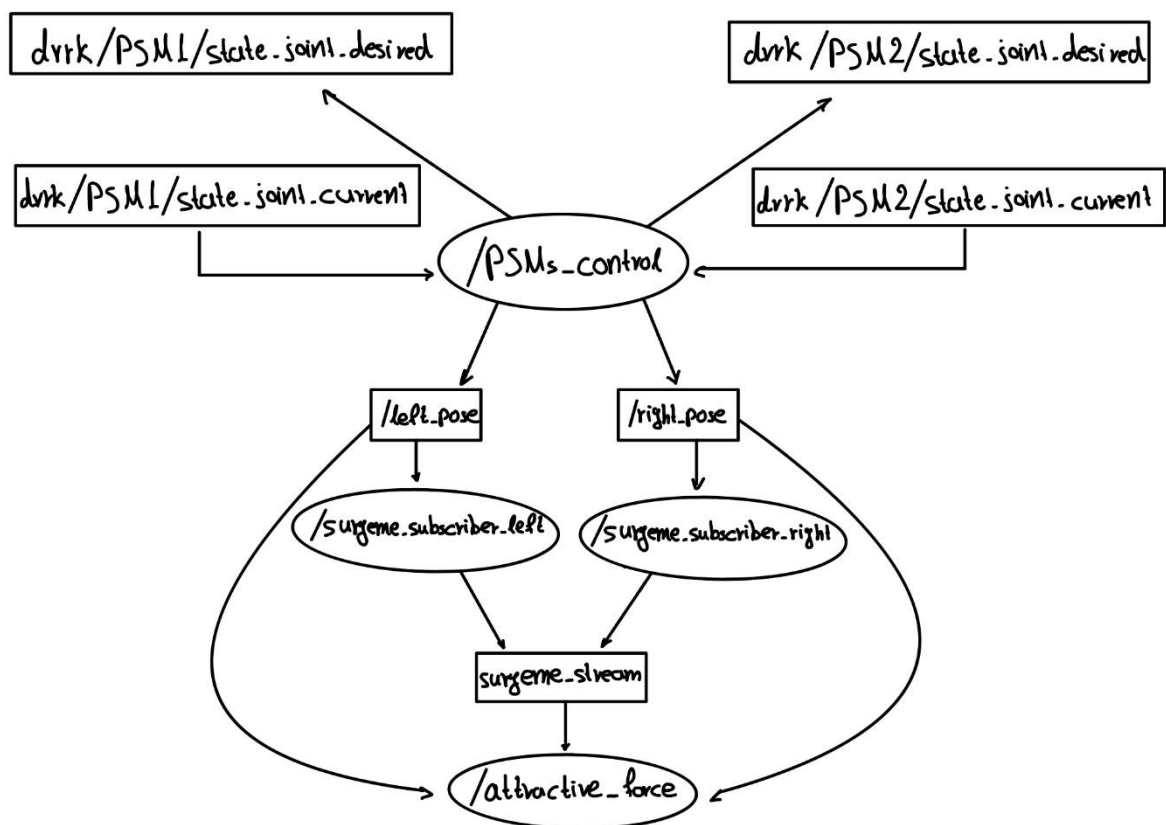 dvrk/PSM1/state_joint_desired
dvrk/PSM2/state_joint_desired
dvrk/PSM1/state_joint_current
dvrk/PSM2/state_joint_current
/PSMs_control
/left_pose
/right_pose
/surgeme_subscriber_left
/surgeme_subscriber_right
surgeme_stream
/attractive_force